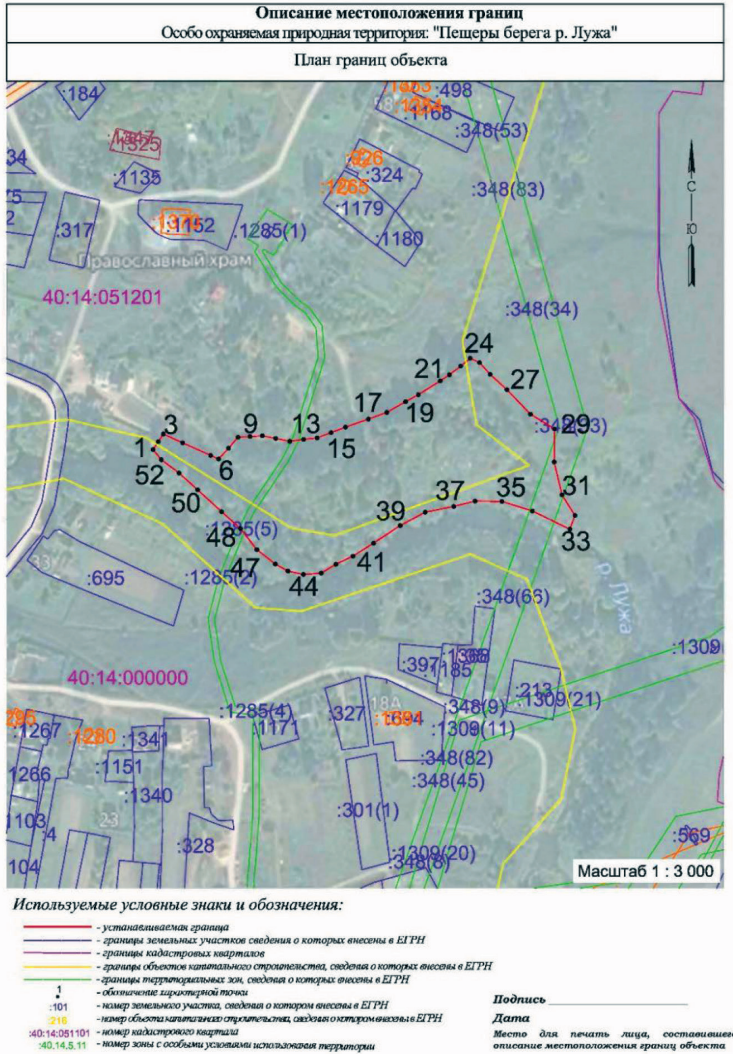 Описание местоположения границ
Особо охраняемая природная территория: "Пещеры берега р. Лужа"
План границ объекта
:184
:498
:1168
:348(53)
:1135
:324
:348(83)
:317
:1152
:1285(1)
:1265
:1179
:1180
С
Ю
Православный храм
40:14:051201
:348(34)
24
21
27
19
17
29
3
9
13
15
1
6
52
31
50
37
35
39
33
48
:1285(5)
47
41
44
:695
:1285(2)
р. Лужа
:348(66)
:1309
:397
:1185
40:14:000000
:213
:1309(21)
18А
:327
:348(9)
:1285(4)
:1171
:1309(11)
:1267
:1280
:1341
:348(82)
:1151
:348(45)
1266
:1340
:301(1)
1103
:4
23
:328
104
:1309(20)
:348(8)
:569
Масштаб 1 : 3 000
Используемые условные знаки и обозначения:
- устанавливаемая граница
- границы земельных участков сведения о которых внесены в ЕГРН
- границы кадастровых кварталов
- границы объектов капитального строительства, сведения о которых внесены в ЕГРН
- границы территориальных зон, сведения о которых внесены в ЕГРН
1 - обозначение характерной точки
:101 - номер земельного участка, сведения о котором внесены в ЕГРН
:216 - номер объекта капитального строительства, сведения о котором внесены в ЕГРН
:40:14:051101 - номер кадастрового квартала
:40.14.5.11 - номер зоны с особыми условиями использования территории
Подпись
Дата
Место для печать лица, составившего
описание местоположения границ объекта